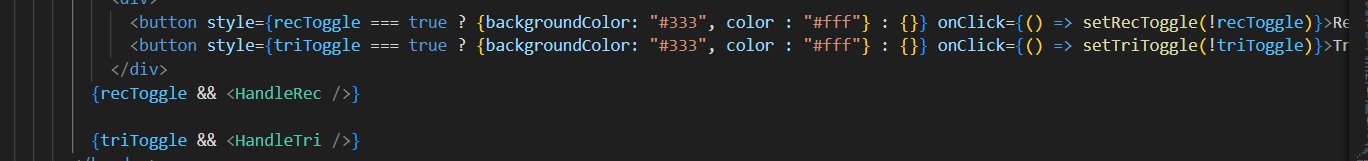 <div>
<button style={recToggle === true ? {backgroundColor: "#333", color : "#fff"} : {}} onClick={() => setRecToggle(!recToggle)}>Re
<button style={triToggle === true ? {backgroundColor: "#333", color : "#fff"} : {}} onClick={() => setTriToggle(!triToggle)}>Tr
</div>
{recToggle && <HandleRec />}
{triToggle && <HandleTri />}